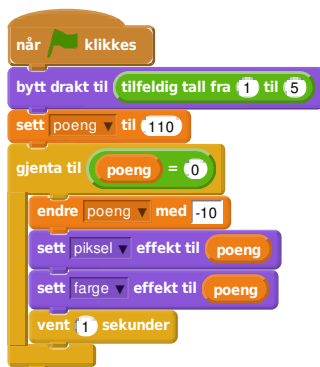 når klikkes
bytt drakt til tilfeldig tall fra 1 til 5
sett poeng til 110
gjenta til poeng = 0
endre poeng med -10
sett piksel effekt til poeng
sett farge effekt til poeng
vent 1 sekunder